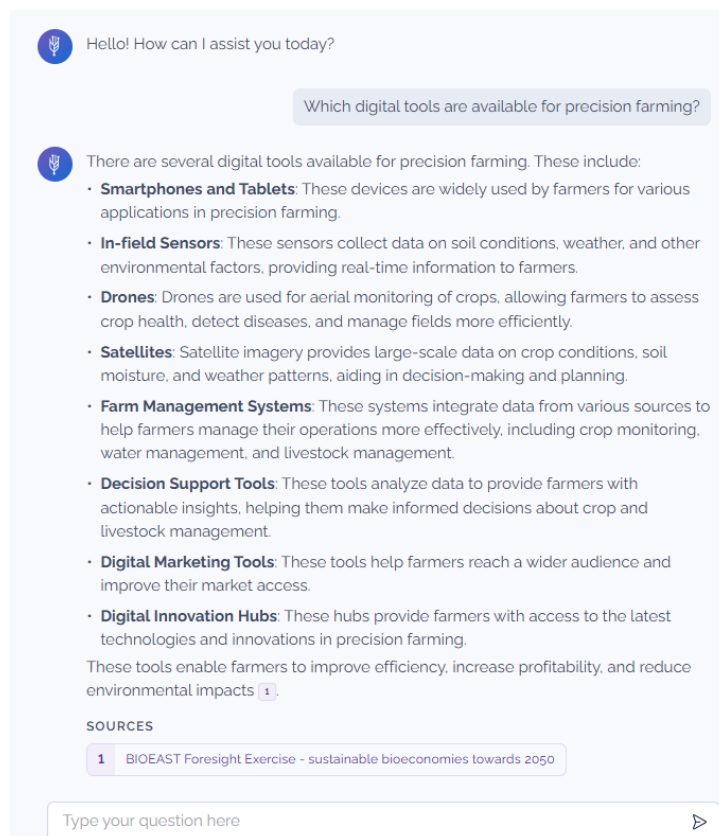 Hello! How can I assist you today?
Which digital tools are available for precision farming?
There are several digital tools available for precision farming. These include:
• Smartphones and Tablets: These devices are widely used by farmers for various
applications in precision farming.
• In-field Sensors: These sensors collect data on soil conditions, weather, and other
environmental factors, providing real-time information to farmers.
• Drones: Drones are used for aerial monitoring of crops, allowing farmers to assess
crop health, detect diseases, and manage fields more efficiently.
• Satellites: Satellite imagery provides large-scale data on crop conditions, soil
moisture, and weather patterns, aiding in decision-making and planning.
• Farm Management Systems: These systems integrate data from various sources to
help farmers manage their operations more effectively, including crop monitoring,
water management, and livestock management.
• Decision Support Tools: These tools analyze data to provide farmers with
actionable insights, helping them make informed decisions about crop and
livestock management.
• Digital Marketing Tools: These tools help farmers reach a wider audience and
improve their market access.
• Digital Innovation Hubs: These hubs provide farmers with access to the latest
technologies and innovations in precision farming.
These tools enable farmers to improve efficiency, increase profitability, and reduce
environmental impacts 1.
SOURCES
1 BIOEAST Foresight Exercise - sustainable bioeconomies towards 2050
Type your question here